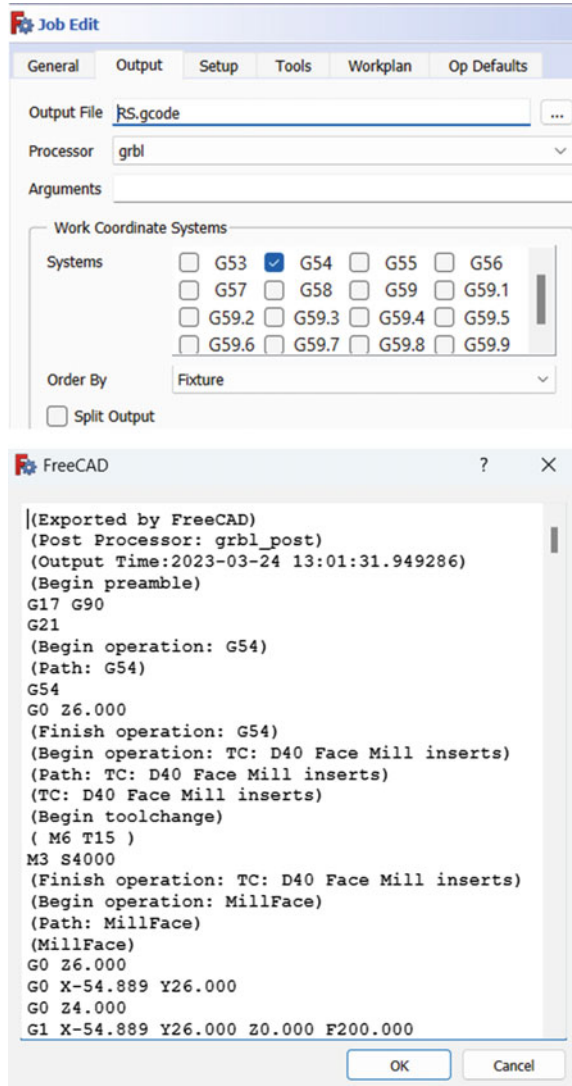 Job Edit
General Output Setup Tools Workplan Op Defaults
Output File RS.gcode ...
Processor grbl
Arguments
Work Coordinate Systems
Systems G53 G54 G55 G56
G57 G58 G59 G59.1
G59.2 G59.3 G59.4 G59.5
G59.6 G59.7 G59.8 G59.9
Order By Fixture
Split Output
FreeCAD ?
(Exported by FreeCAD)
(Post Processor: grbl_post)
(Output Time:2023-03-24 13:01:31.949286)
(Begin preamble)
G17 G90
G21
(Begin operation: G54)
(Path: G54)
G54
G0 Z6.000
(Finish operation: G54)
(Begin operation: TC: D40 Face Mill inserts)
(Path: TC: D40 Face Mill inserts)
(TC: D40 Face Mill inserts)
(Begin toolchange)
( M6 T15 )
M3 S4000
(Finish operation: TC: D40 Face Mill inserts)
(Begin operation: MillFace)
(Path: MillFace)
(MillFace)
G0 Z6.000
G0 X-54.889 Y26.000
G0 Z4.000
G1 X-54.889 Y26.000 Z0.000 F200.000
OK Cancel